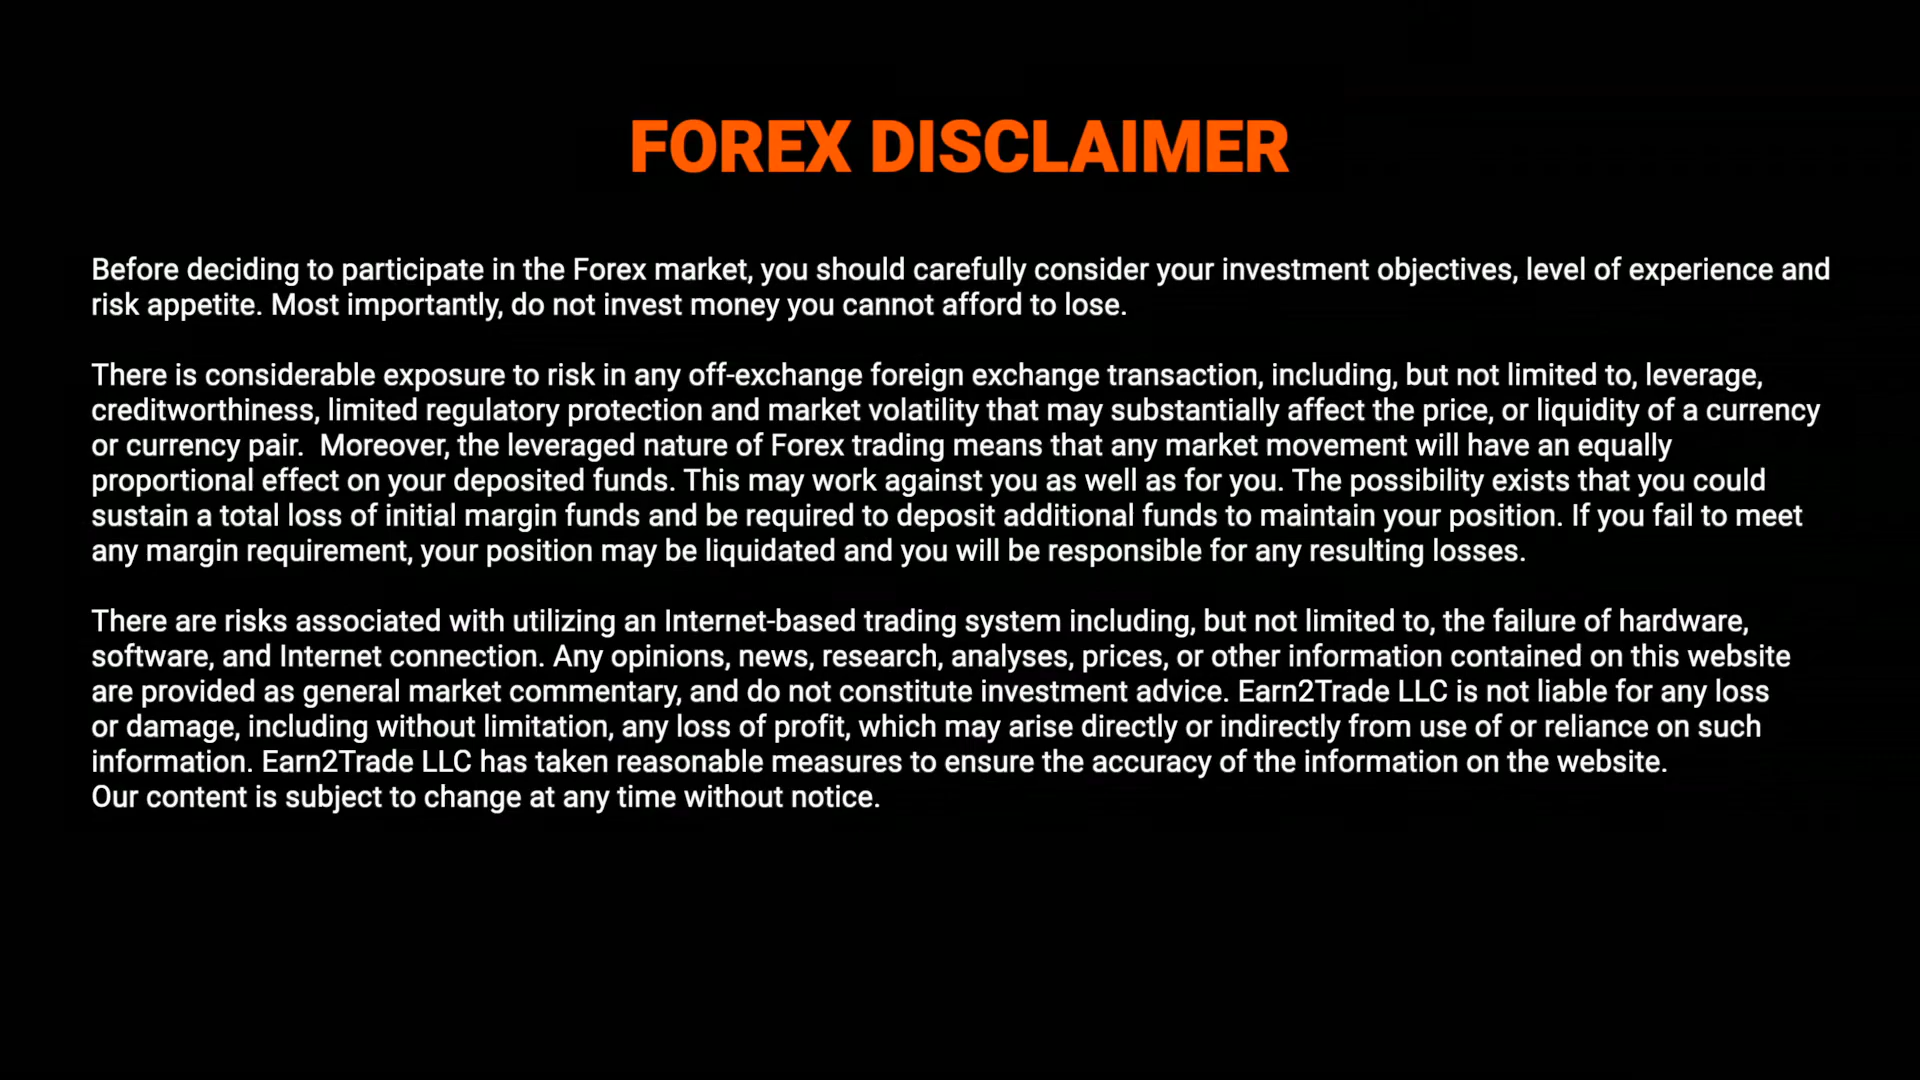 FOREX DISCLAIMER
Before deciding to participate in the Forex market, you should carefully consider your investment objectives, level of experience and
risk appetite. Most importantly, do not invest money you cannot afford to lose.
There is considerable exposure to risk in any off-exchange foreign exchange transaction, including, but not limited to, leverage,
creditworthiness, limited regulatory protection and market volatility that may substantially affect the price, or liquidity of a currency
or currency pair.  Moreover, the leveraged nature of Forex trading means that any market movement will have an equally
proportional effect on your deposited funds. This may work against you as well as for you. The possibility exists that you could
sustain a total loss of initial margin funds and be required to deposit additional funds to maintain your position. If you fail to meet
any margin requirement, your position may be liquidated and you will be responsible for any resulting losses.
There are risks associated with utilizing an Internet-based trading system including, but not limited to, the failure of hardware,
software, and Internet connection. Any opinions, news, research, analyses, prices, or other information contained on this website
are provided as general market commentary, and do not constitute investment advice. Earn2Trade LLC is not liable for any loss
or damage, including without limitation, any loss of profit, which may arise directly or indirectly from use of or reliance on such
information. Earn2Trade LLC has taken reasonable measures to ensure the accuracy of the information on the website.
Our content is subject to change at any time without notice.